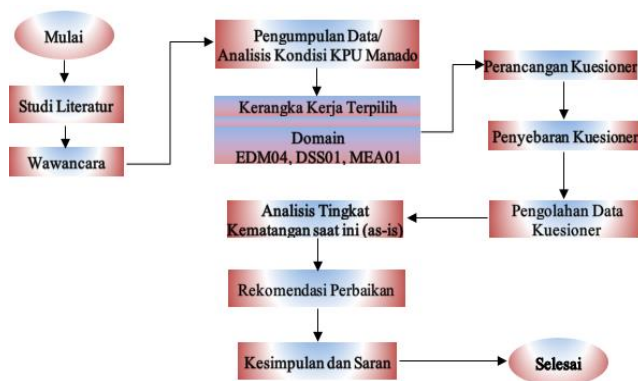 Mulai
Studi Literatur
Wawancara
Pengumpulan Data/
Analisis Kondisi KPU Manado
Kerangka Kerja Terpilih
Domain
EDM04, DSS01, MEA01
Perancangan Kuesioner
Penyebaran Kuesioner
Pengolahan Data
Kuesioner
Analisis Tingkat
Kematangan saat ini (as-is)
Rekomendasi Perbaikan
Kesimpulan dan Saran
Selesai